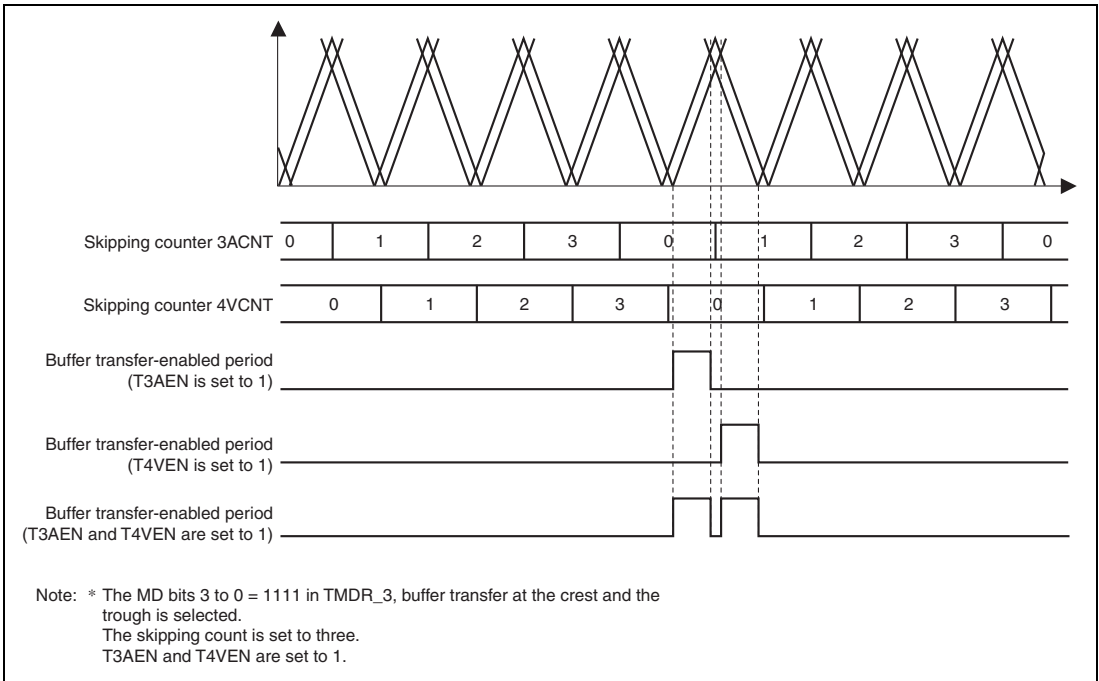 Skipping counter 3ACNT 0 1 2 3 0 1 2 3 0
Skipping counter 4VCNT 0 1 2 3 0 1 2 3
Buffer transfer-enabled period
(T3AEN is set to 1)
Buffer transfer-enabled period
(T4VEN is set to 1)
Buffer transfer-enabled period
(T3AEN and T4VEN are set to 1)
Note: * The MD bits 3 to 0 = 1111 in TMDR_3, buffer transfer at the crest and the
trough is selected.
The skipping count is set to three.
T3AEN and T4VEN are set to 1.